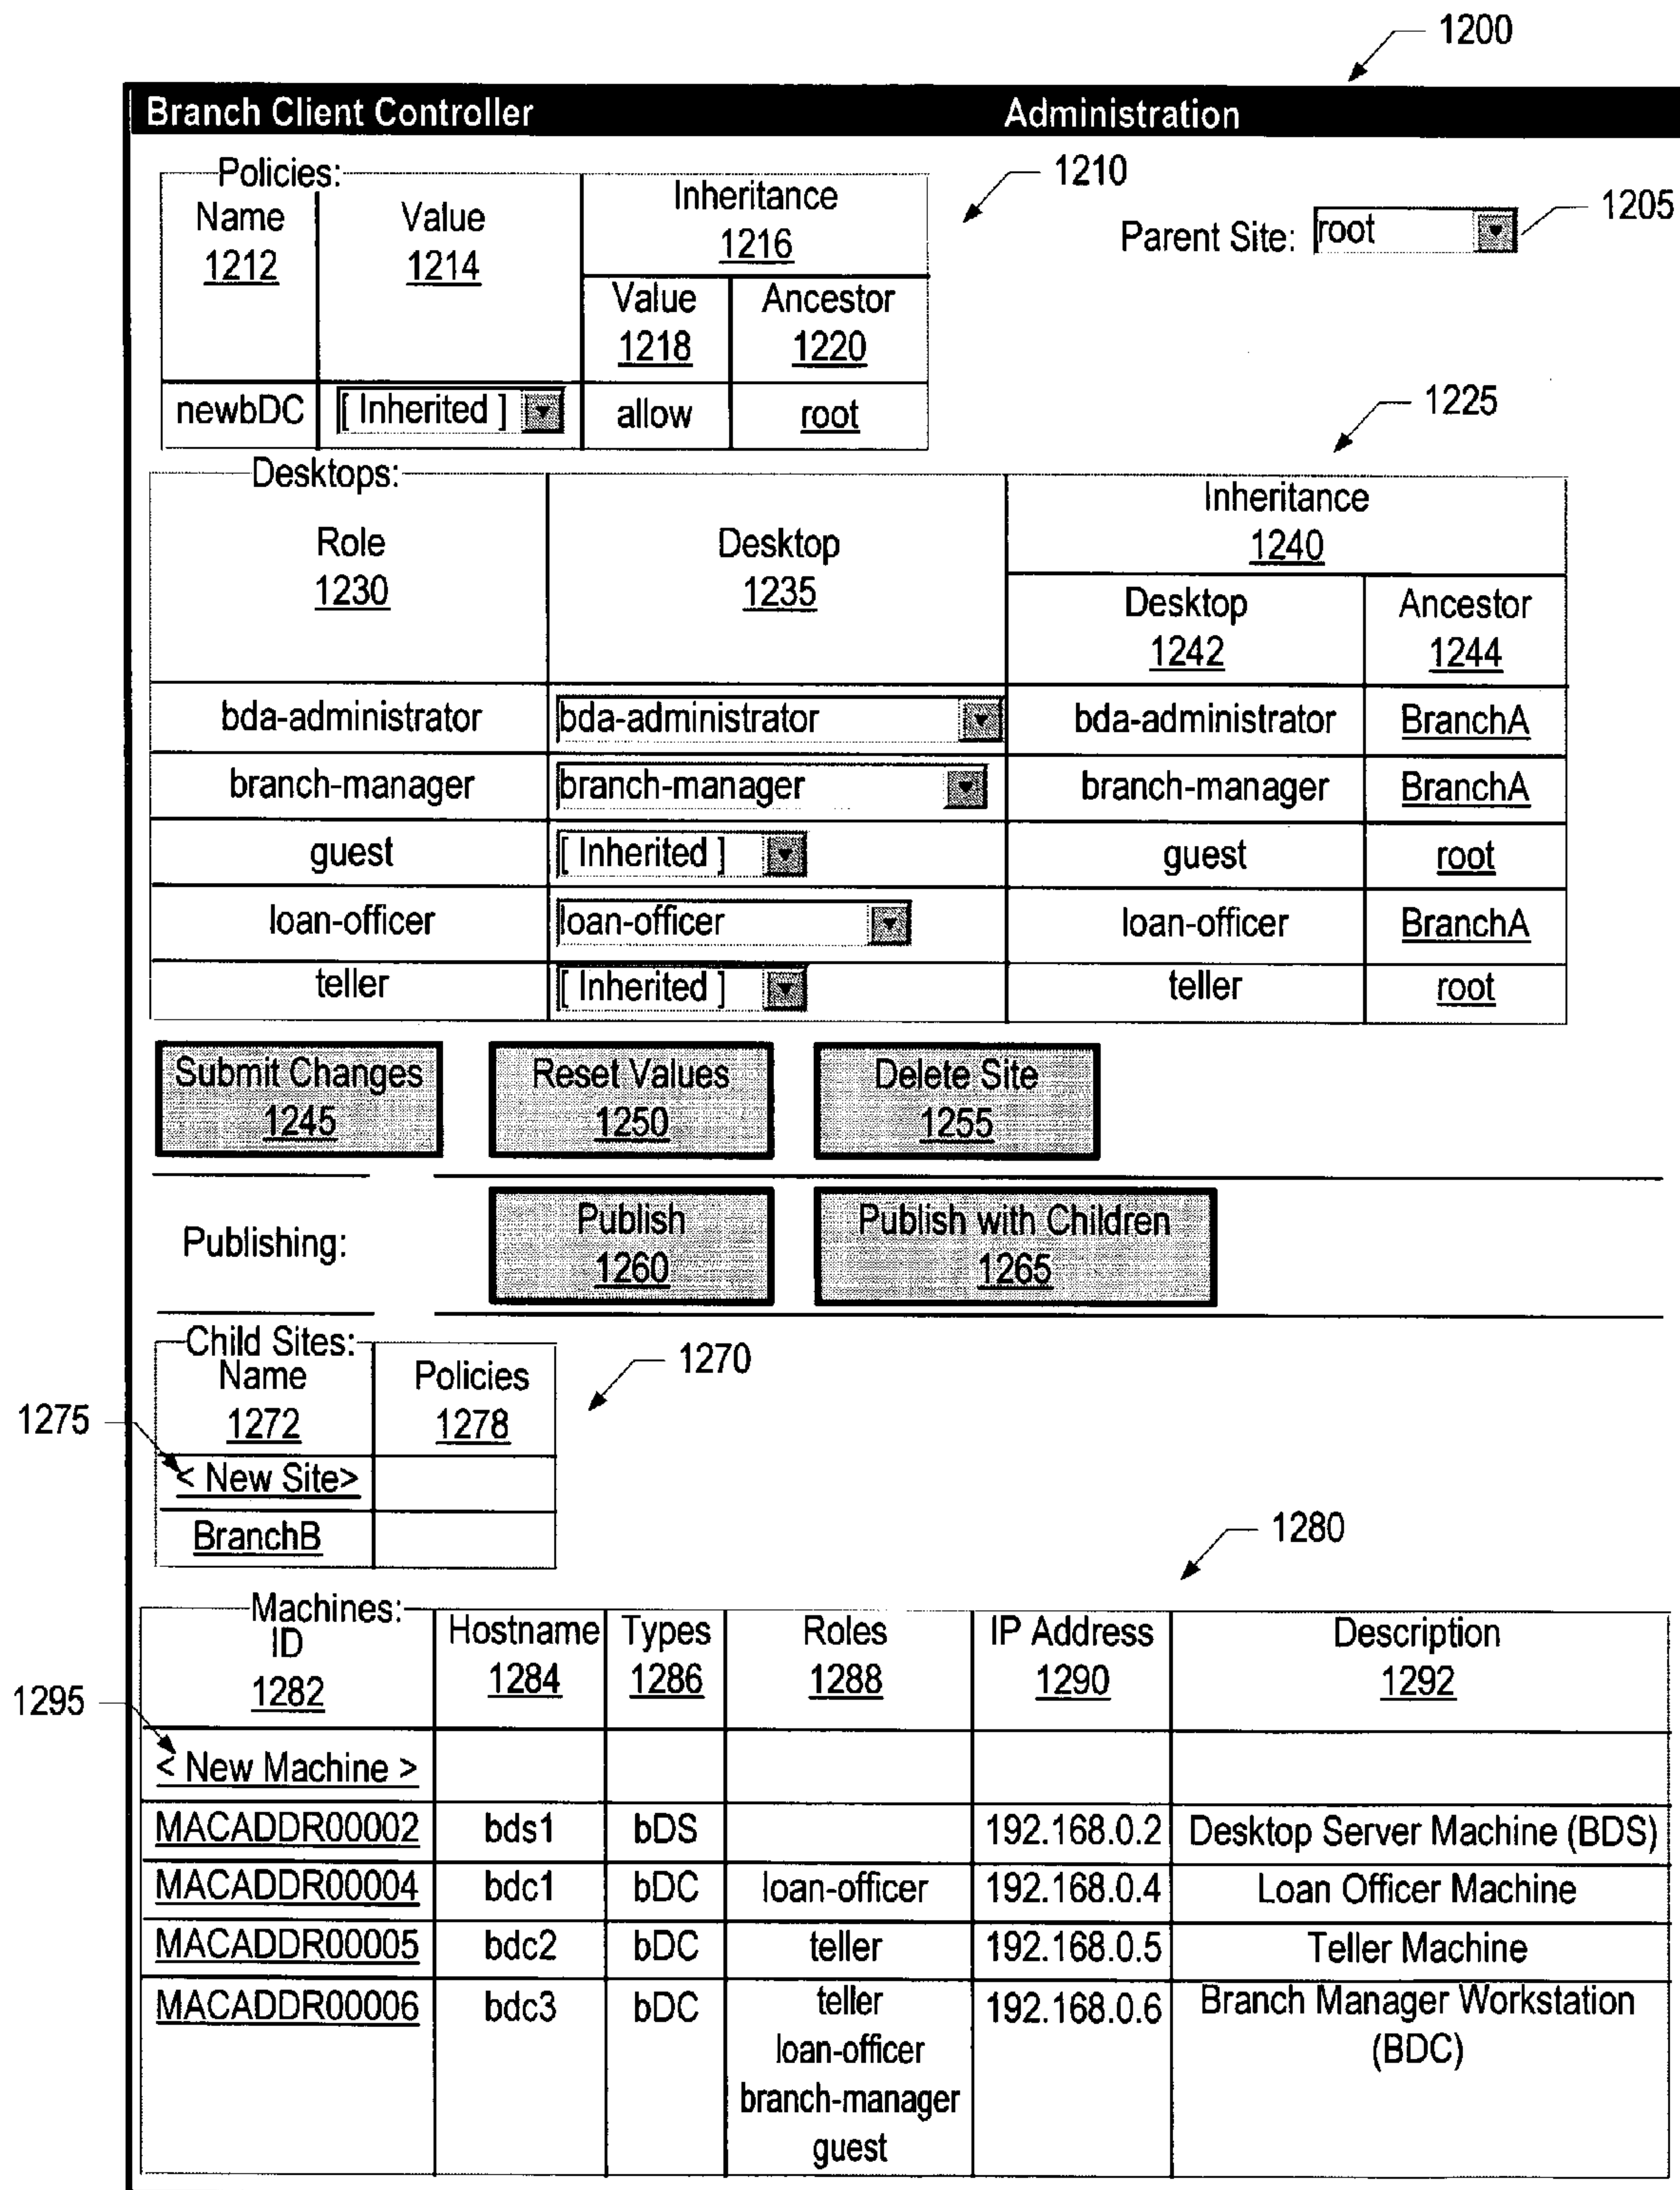 1200
Branch Client Controller Administration
Policies:
Name Value Inheritance
1212 1214 1216
1210
Parent Site: root 1205
Value Ancestor
1218 1220
newbDC [ Inherited ] allow root
1225
Desktops:
Role Desktop Inheritance
1230 1235 1240
Desktop Ancestor
1242 1244
bda-administrator bda-administrator bda-administrator BranchA
branch-manager branch-manager branch-manager BranchA
guest [ Inherited ] guest root
loan-officer loan-officer loan-officer BranchA
teller [ Inherited ] teller root
Submit Changes Reset Values Delete Site
1245 1250 1255
Publishing: Publish Publish with Children
1260 1265
Child Sites:
Name Policies
1272 1278
1270
1275
< New Site>
BranchB
1280
Machines:
ID Hostname Types Roles IP Address Description
1282 1284 1286 1288 1290 1292
1295
< New Machine >
MACADDR00002 bds1 bDS 192.168.0.2 Desktop Server Machine (BDS)
MACADDR00004 bdc1 bDC loan-officer 192.168.0.4 Loan Officer Machine
MACADDR00005 bdc2 bDC teller 192.168.0.5 Teller Machine
MACADDR00006 bdc3 bDC teller 192.168.0.6 Branch Manager Workstation
loan-officer (BDC)
branch-manager
guest